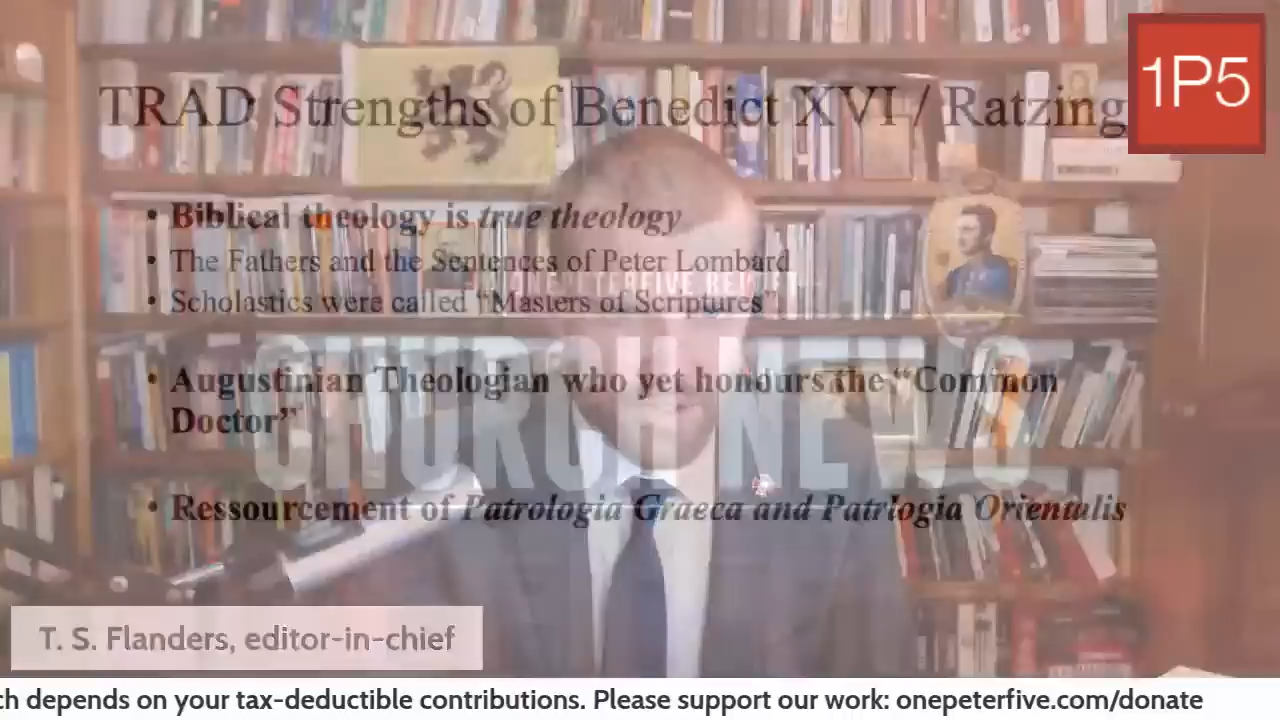 1P5
TRAD Strengths of Benedict XVI / Ratzing
• Biblical theology is true theology
• The Fathers and the Sentences of Peter Lombard
• Scholastics were called “Masters of Scriptures”
• Augustinian Theologian who yet honours the “Common
Doctor”
• Ressourcement of Patrologia Graeca and Patrlogia Orientalis
CHURCH NEWS
T. S. Flanders, editor-in-chief
ch depends on your tax-deductible contributions. Please support our work: onepeterfive.com/donate